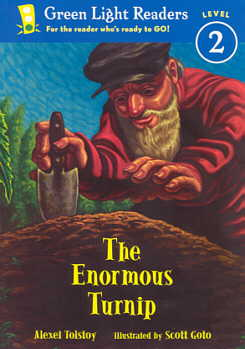 Green Light Readers
For the reader who's ready to GO!
LEVEL
2
The
Enormous
Turnip
Alexei Tolstoy
illustrated by Scott Goto